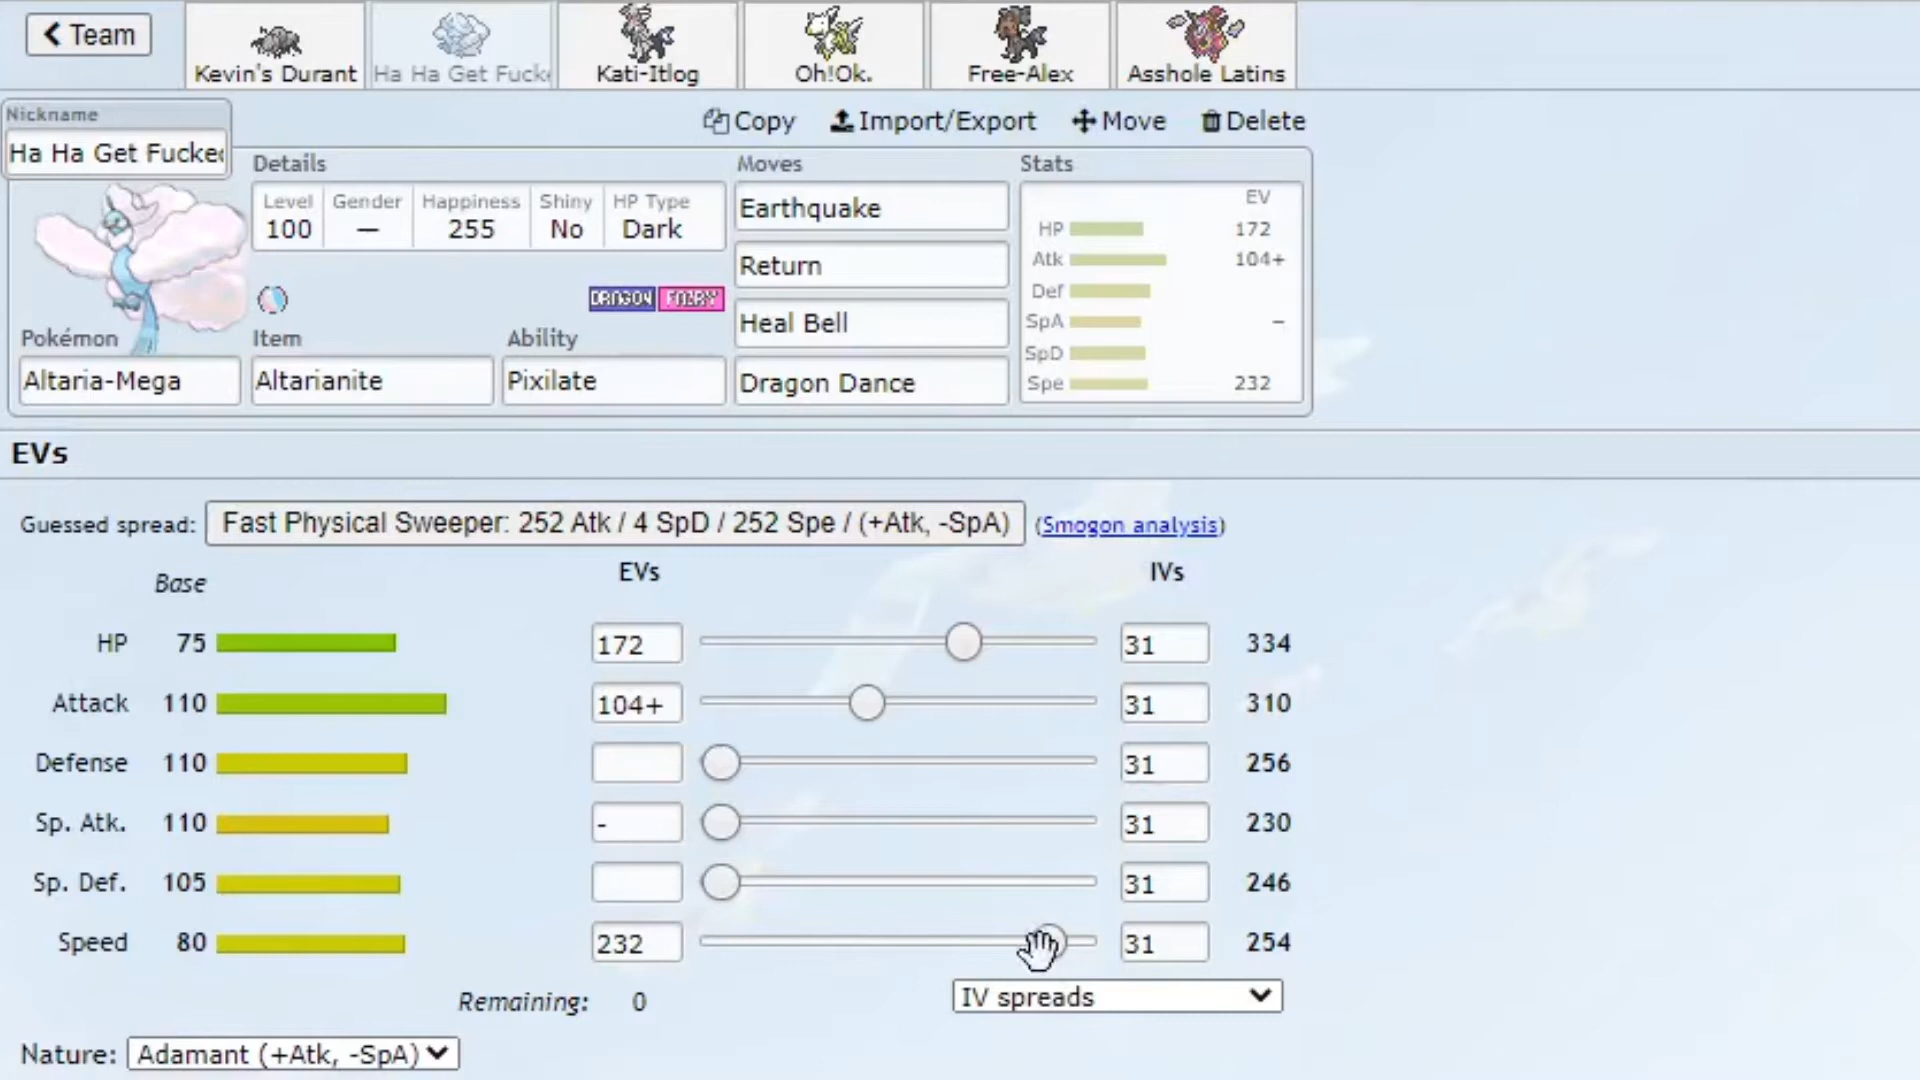 Team
Kevin's Durant
Ha Ha Get Fucke
Kati-Itlog
Oh!Ok.
Free-Alex
Asshole Latins
Nickname
Ha Ha Get Fucked
Copy
Import/Export
Move
Delete
Details
Level
Gender
Happiness
Shiny
HP Type
100
—
255
No
Dark
DRAGON
FAIRY
Pokémon
Altaria-Mega
Item
Altarianite
Ability
Pixilate
Moves
Earthquake
Return
Heal Bell
Dragon Dance
Stats
EV
HP 172
Atk 104+
Def
SpA –
SpD
Spe 232
EVs
Guessed spread: Fast Physical Sweeper: 252 Atk / 4 SpD / 252 Spe / (+Atk, -SpA) (Smogon analysis)
Base EVs IVs
HP 75 172 31 334
Attack 110 104+ 31 310
Defense 110 31 256
Sp. Atk. 110 - 31 230
Sp. Def. 105 31 246
Speed 80 232 31 254
Remaining: 0
IV spreads
Nature: Adamant (+Atk, -SpA)